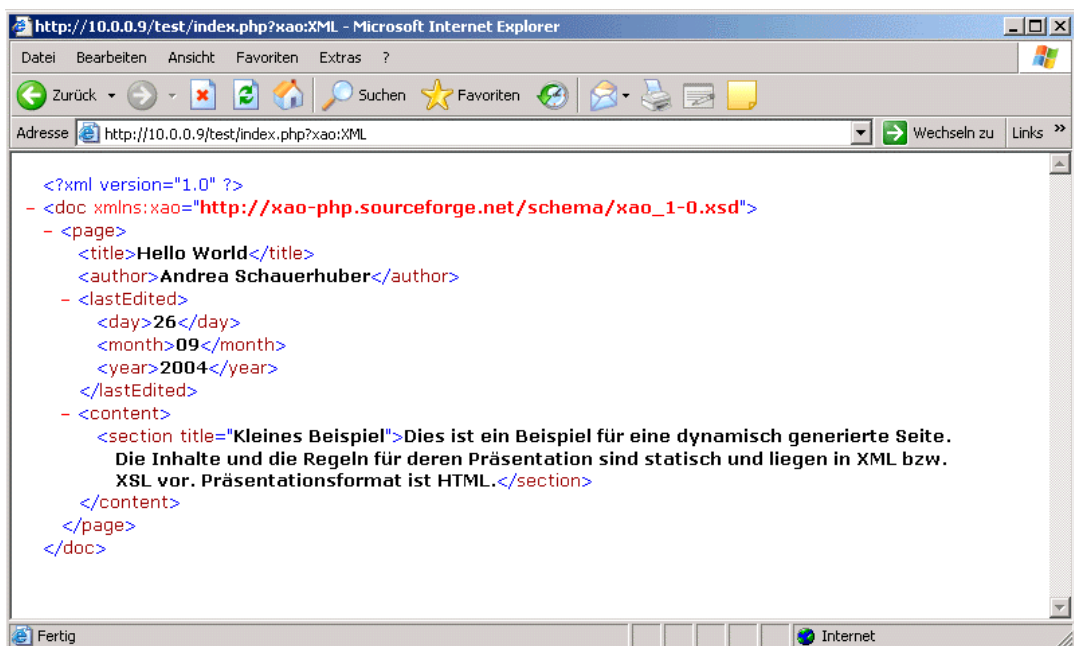 http://10.0.0.9/test/index.php?xao:XML - Microsoft Internet Explorer
Datei Bearbeiten Ansicht Favoriten Extras ?
Zurück Suchen Favoriten
Adresse http://10.0.0.9/test/index.php?xao:XML Wechseln zu Links »
<?xml version="1.0" ?>
- <doc xmlns:xao="http://xao-php.sourceforge.net/schema/xao_1-0.xsd">
- <page>
<title>Hello World</title>
<author>Andrea Schauerhuber</author>
- <lastEdited>
<day>26</day>
<month>09</month>
<year>2004</year>
</lastEdited>
- <content>
<section title="Kleines Beispiel">Dies ist ein Beispiel für eine dynamisch generierte Seite.
Die Inhalte und die Regeln für deren Präsentation sind statisch und liegen in XML bzw.
XSL vor. Präsentationsformat ist HTML.</section>
</content>
</page>
</doc>
Fertig Internet